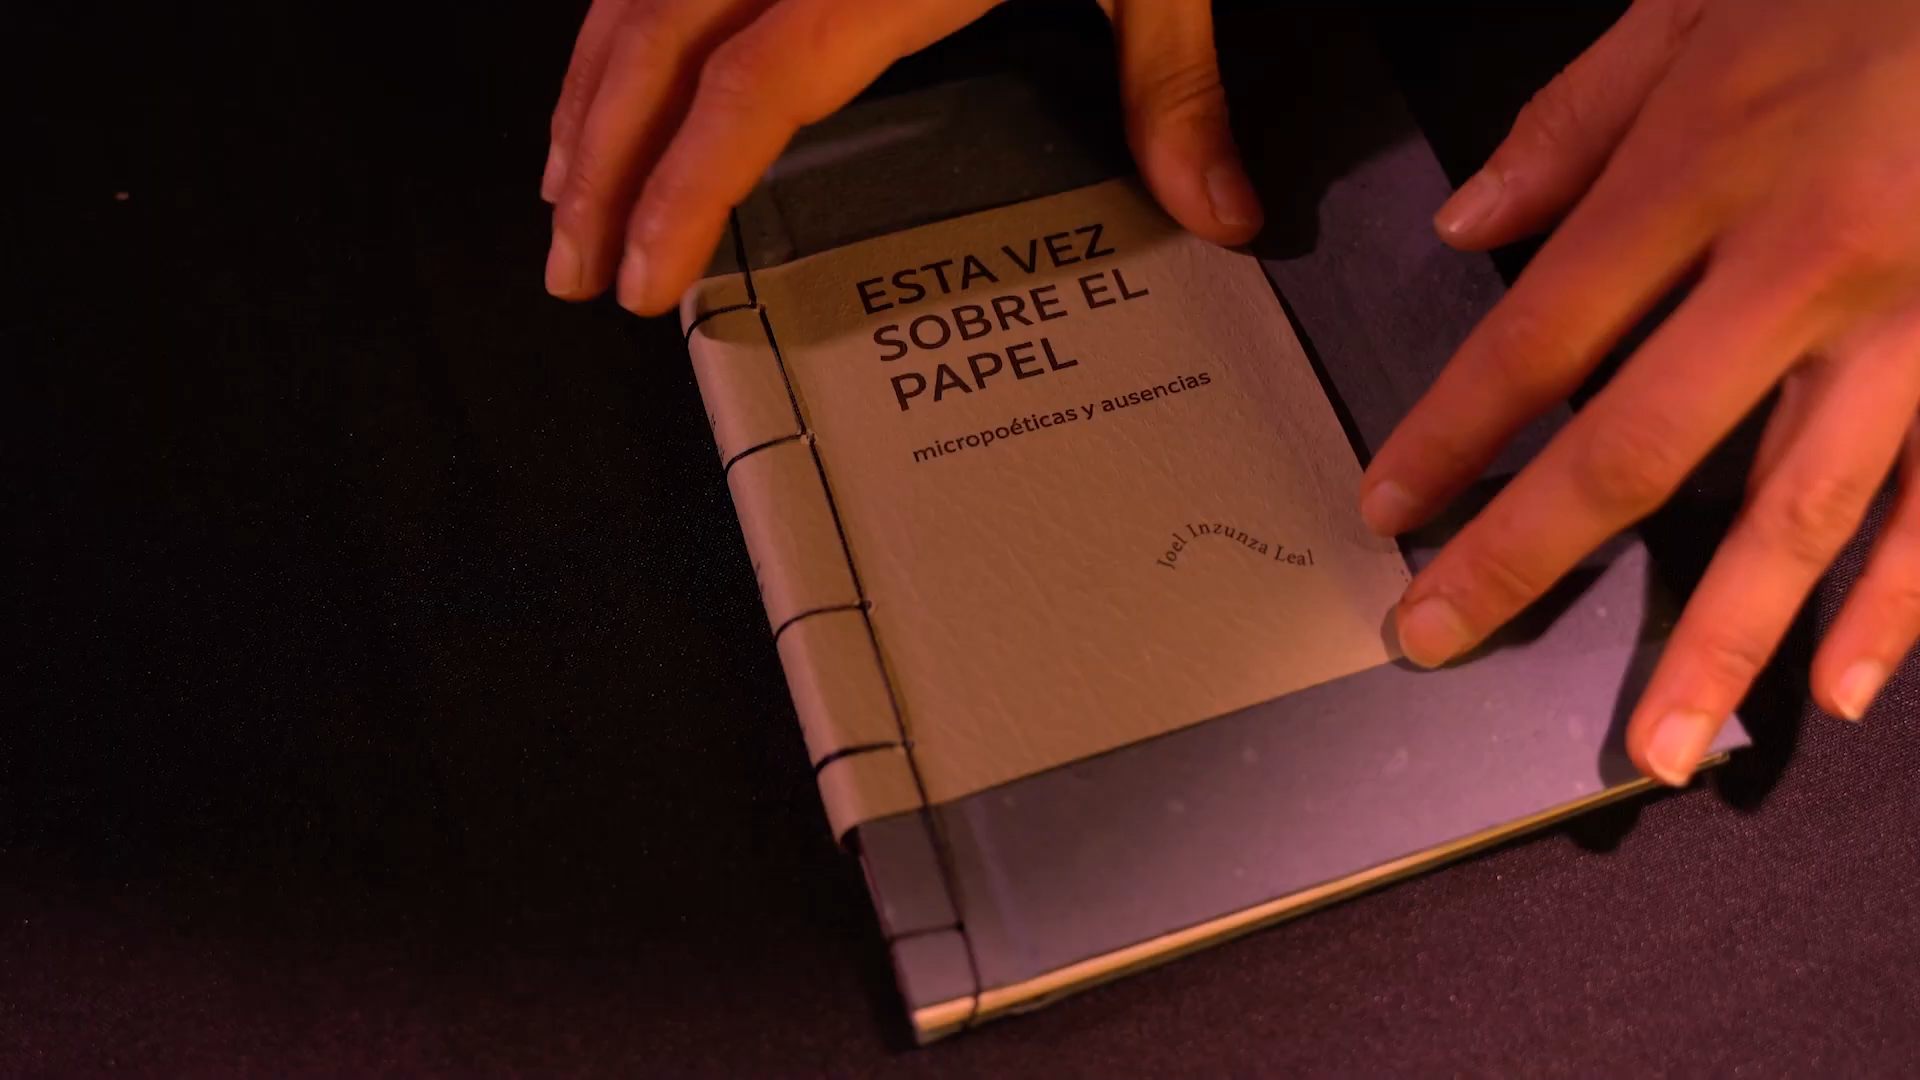 ESTA VEZ
SOBRE EL
PAPEL
micropoéticas y ausencias
Joel Inzunza Leal